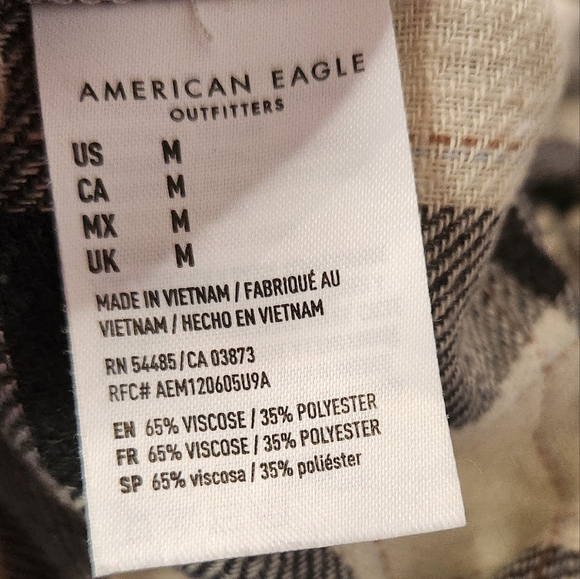 AMERICAN EAGLE
OUTFITTERS
US M
CA M
MX M
UK M
MADE IN VIETNAM / FABRIQUÉ AU
VIETNAM / HECHO EN VIETNAM
RN 54485 / CA 03873
RFC# AEM120605U9A
EN 65% VISCOSE / 35% POLYESTER
FR 65% VISCOSE / 35% POLYESTER
SP 65% viscosa / 35% poliéster